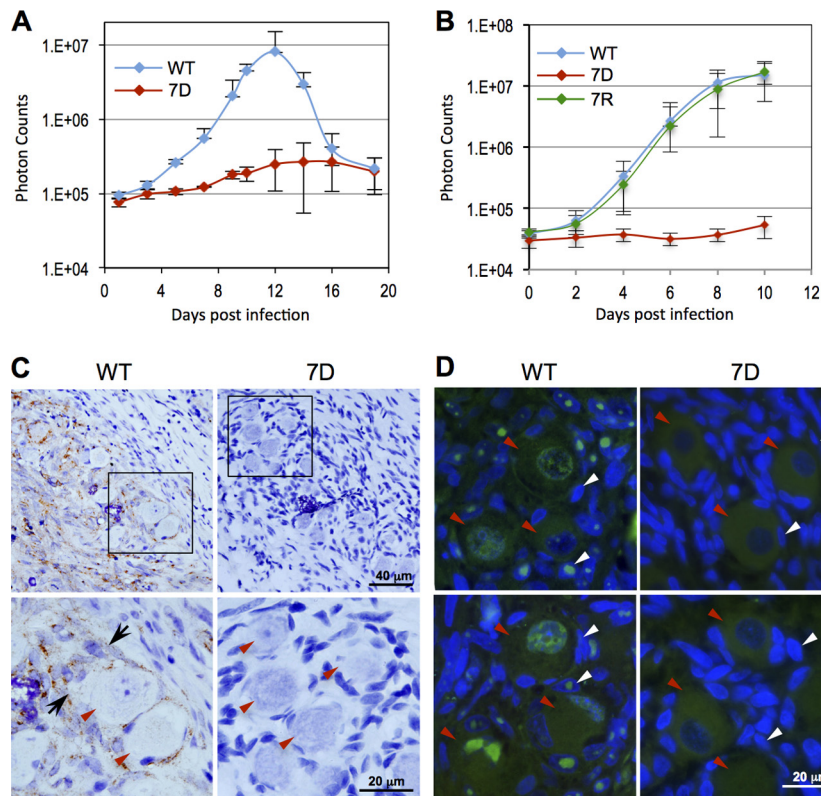 A
Photon Counts
1.E+07
1.E+06
1.E+05
1.E+04
WT
7D
0 4 8 12 16 20
Days post infection
B
Photon Counts
1.E+08
1.E+07
1.E+06
1.E+05
1.E+04
WT
7D
7R
0 2 4 6 8 10 12
Days post infection
C
WT 7D
40 μm
20 μm
D
WT 7D
20 μm